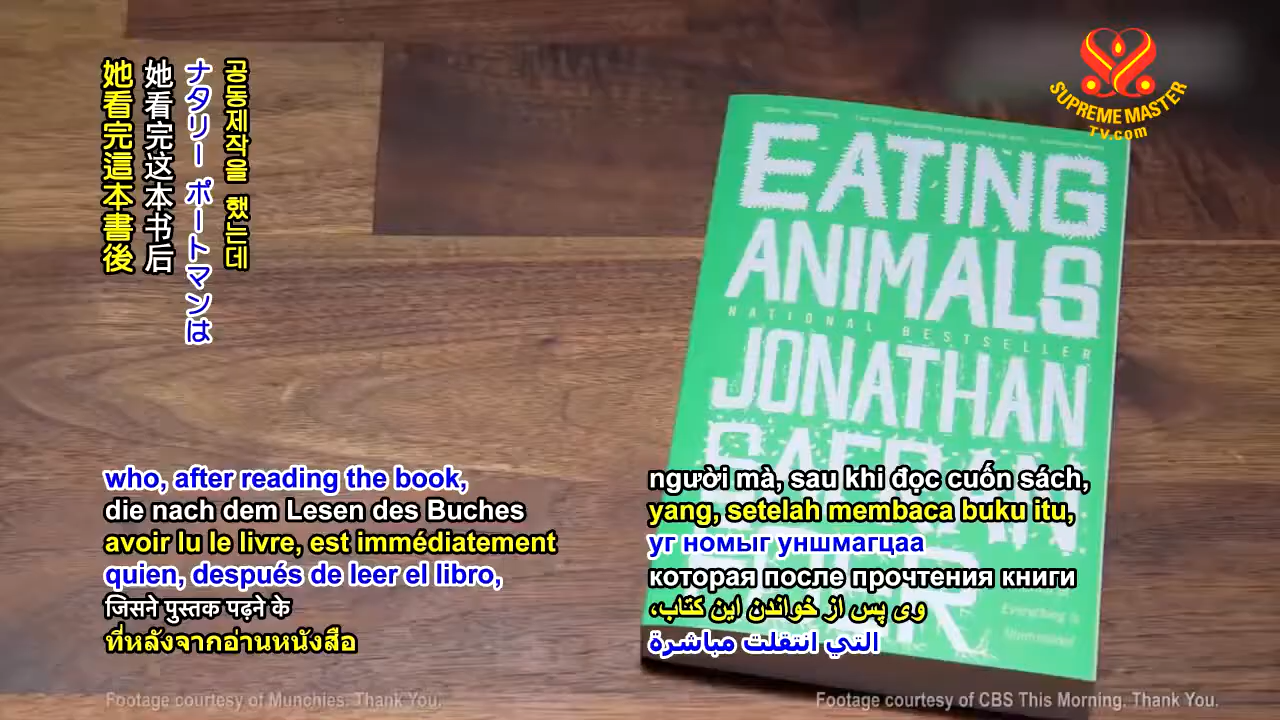 她看完這本書後
她看完这本书后
ナタリー ポートマンは
공동제작을 했는데
SUPREME MASTER
TV.com
EATING
ANIMALS
NATIONAL BESTSELLER
JONATHAN
SAFRAN
who, after reading the book,
die nach dem Lesen des Buches
avoir lu le livre, est immédiatement
quien, después de leer el libro,
जिसने पुस्तक पढ़ने के
ที่หลังจากอ่านหนังสือ
người mà, sau khi đọc cuốn sách,
yang, setelah membaca buku itu,
уг номыг уншмагцаа
которая после прочтения книги
وی پس از خواندن این کتاب،
التي انتقلت مباشرة
Everything is
Illuminated
Footage courtesy of Munchies. Thank You.
Footage courtesy of CBS This Morning. Thank You.